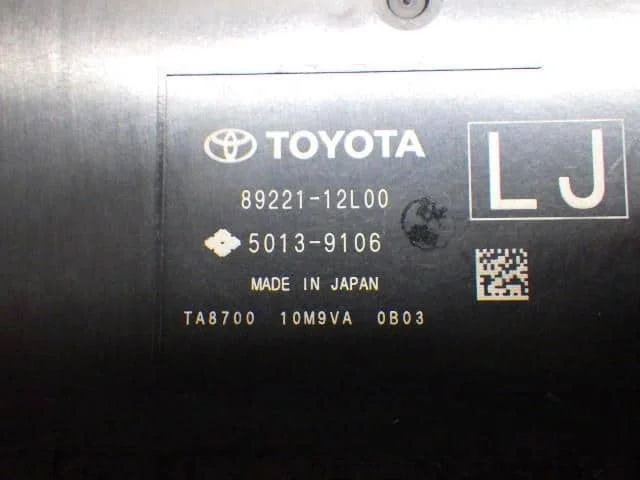 TOYOTA
LJ
89221-12L00
5013-9106
MADE IN JAPAN
TA8700 10M9VA 0B03